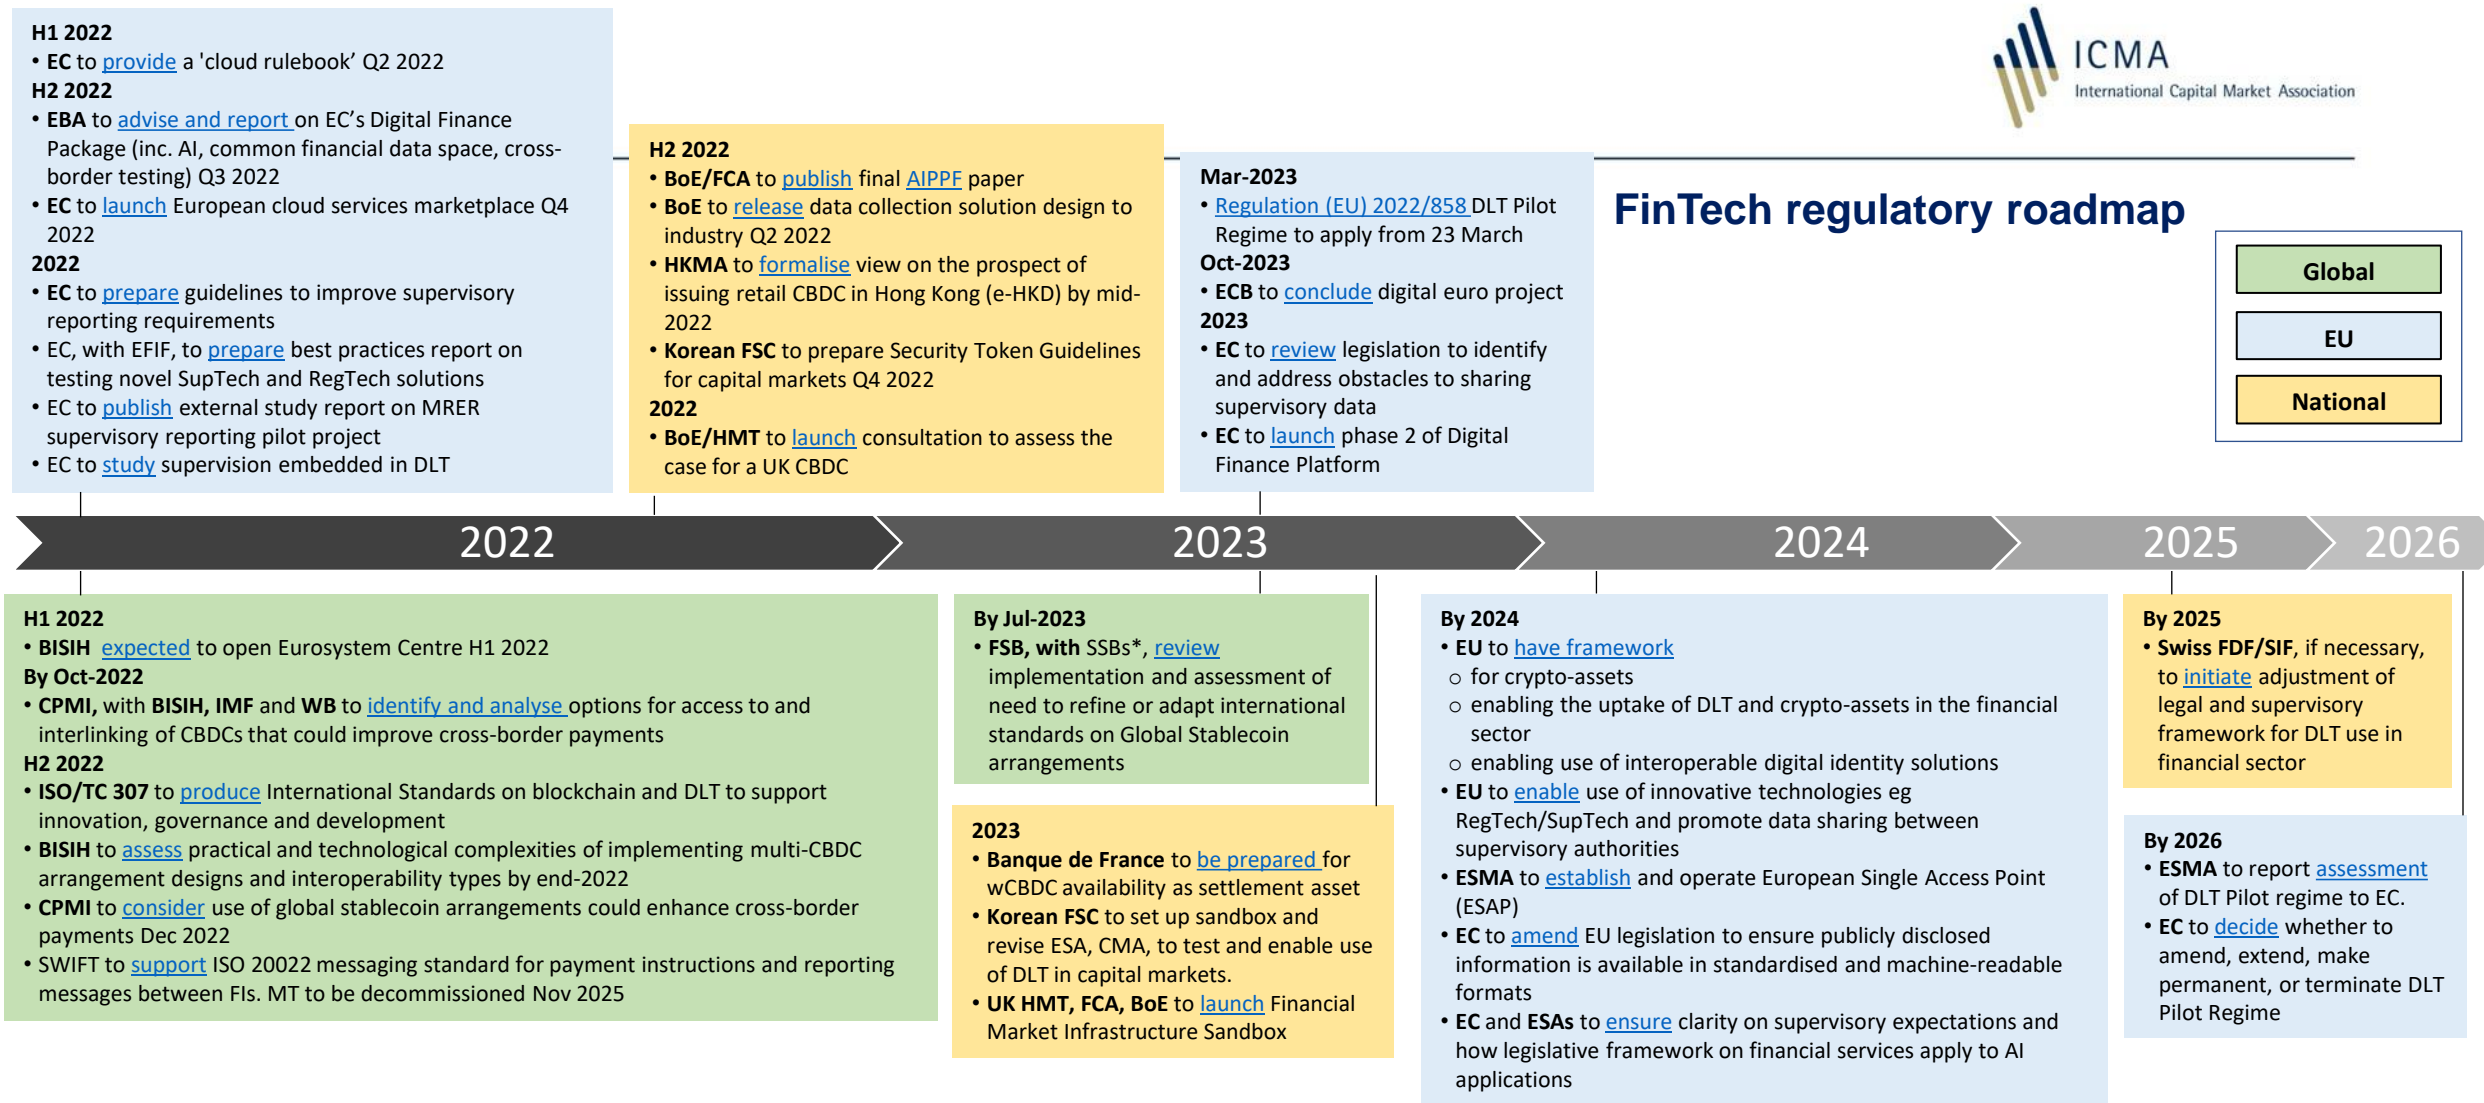 H1 2022
• EC to provide a 'cloud rulebook’ Q2 2022
H2 2022
• EBA to advise and report on EC’s Digital Finance
Package (inc. AI, common financial data space, cross-
border testing) Q3 2022
• EC to launch European cloud services marketplace Q4
2022
2022
• EC to prepare guidelines to improve supervisory
reporting requirements
• EC, with EFIF, to prepare best practices report on
testing novel SupTech and RegTech solutions
• EC to publish external study report on MRER
supervisory reporting pilot project
• EC to study supervision embedded in DLT
H2 2022
• BoE/FCA to publish final AIPPF paper
• BoE to release data collection solution design to
industry Q2 2022
• HKMA to formalise view on the prospect of
issuing retail CBDC in Hong Kong (e-HKD) by mid-
2022
• Korean FSC to prepare Security Token Guidelines
for capital markets Q4 2022
2022
• BoE/HMT to launch consultation to assess the
case for a UK CBDC
Mar-2023
• Regulation (EU) 2022/858 DLT Pilot
Regime to apply from 23 March
Oct-2023
• ECB to conclude digital euro project
2023
• EC to review legislation to identify
and address obstacles to sharing
supervisory data
• EC to launch phase 2 of Digital
Finance Platform
ICMA
International Capital Market Association
FinTech regulatory roadmap
Global
EU
National
2022
2023
2024
2025
2026
H1 2022
• BISIH expected to open Eurosystem Centre H1 2022
By Oct-2022
• CPMI, with BISIH, IMF and WB to identify and analyse options for access to and
interlinking of CBDCs that could improve cross-border payments
H2 2022
• ISO/TC 307 to produce International Standards on blockchain and DLT to support
innovation, governance and development
• BISIH to assess practical and technological complexities of implementing multi-CBDC
arrangement designs and interoperability types by end-2022
• CPMI to consider use of global stablecoin arrangements could enhance cross-border
payments Dec 2022
• SWIFT to support ISO 20022 messaging standard for payment instructions and reporting
messages between FIs. MT to be decommissioned Nov 2025
By Jul-2023
• FSB, with SSBs*, review
implementation and assessment of
need to refine or adapt international
standards on Global Stablecoin
arrangements
2023
• Banque de France to be prepared for
wCBDC availability as settlement asset
• Korean FSC to set up sandbox and
revise ESA, CMA, to test and enable use
of DLT in capital markets.
• UK HMT, FCA, BoE to launch Financial
Market Infrastructure Sandbox
By 2024
• EU to have framework
o for crypto-assets
o enabling the uptake of DLT and crypto-assets in the financial
sector
o enabling use of interoperable digital identity solutions
• EU to enable use of innovative technologies eg
RegTech/SupTech and promote data sharing between
supervisory authorities
• ESMA to establish and operate European Single Access Point
(ESAP)
• EC to amend EU legislation to ensure publicly disclosed
information is available in standardised and machine-readable
formats
• EC and ESAs to ensure clarity on supervisory expectations and
how legislative framework on financial services apply to AI
applications
By 2025
• Swiss FDF/SIF, if necessary,
to initiate adjustment of
legal and supervisory
framework for DLT use in
financial sector
By 2026
• ESMA to report assessment
of DLT Pilot regime to EC.
• EC to decide whether to
amend, extend, make
permanent, or terminate DLT
Pilot Regime